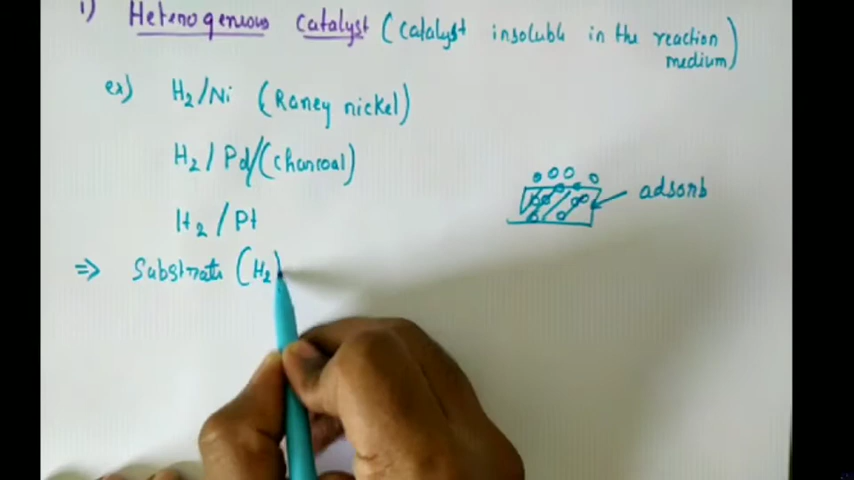 1) Heterogeneous catalyst (catalyst insoluble in the reaction
medium)
ex) H₂/Ni (Raney nickel)
H₂/Pd/(charcoal)
H₂/Pt
adsorb
⇒ Substrate (H₂)